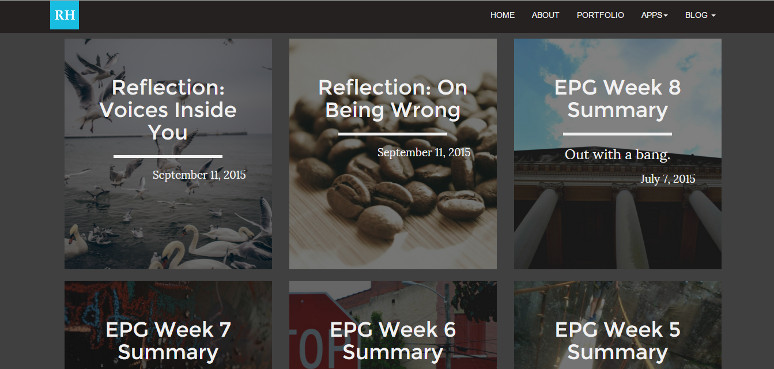 RH
HOME ABOUT PORTFOLIO APPS BLOG
Reflection:
Voices Inside
You
September 11, 2015
Reflection: On
Being Wrong
September 11, 2015
EPG Week 8
Summary
Out with a bang.
July 7, 2015
EPG Week 7
Summary
STOP
EPG Week 6
Summary
EPG Week 5
Summary